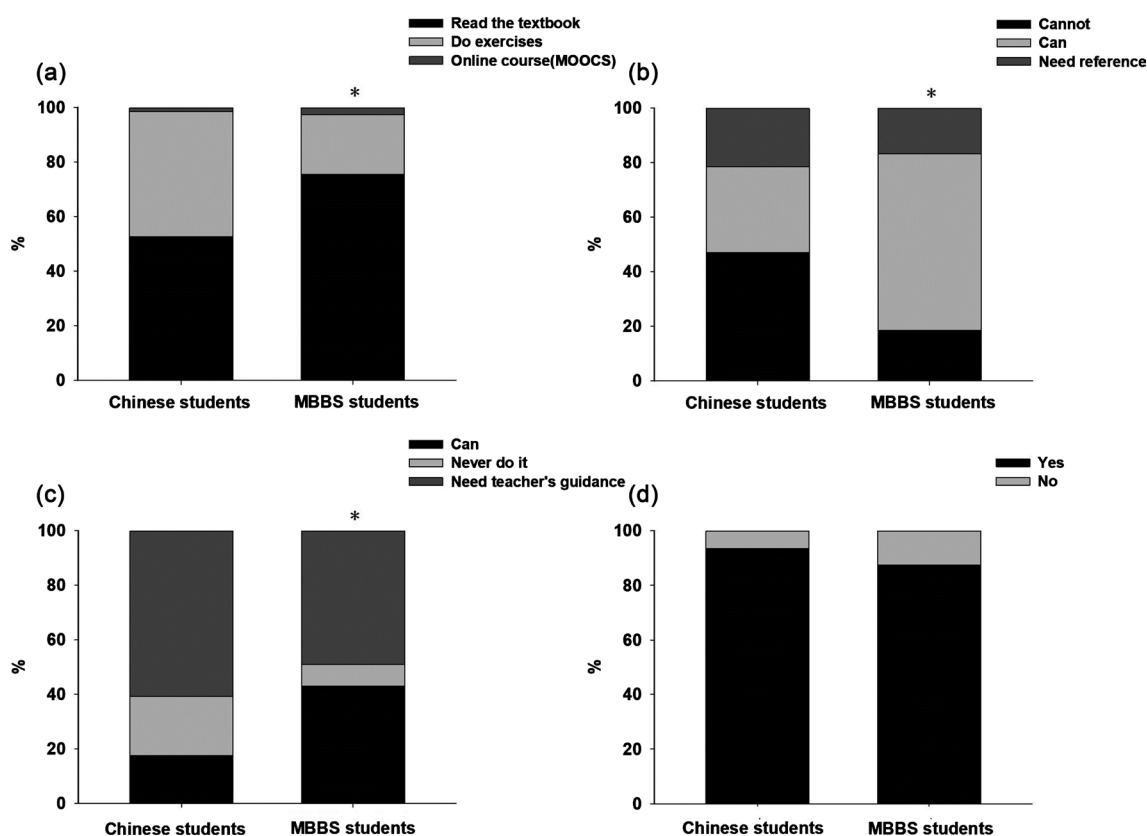 Read the textbook
Do exercises
Online course(MOOCS)
(a)
*
100
80
60
40
20
0
%
Chinese students
MBBS students
Cannot
Can
Need reference
(b)
*
100
80
60
40
20
0
%
Chinese students
MBBS students
Can
Never do it
Need teacher's guidance
(c)
*
100
80
60
40
20
0
%
Chinese students
MBBS students
Yes
No
(d)
100
80
60
40
20
0
%
Chinese students
MBBS students